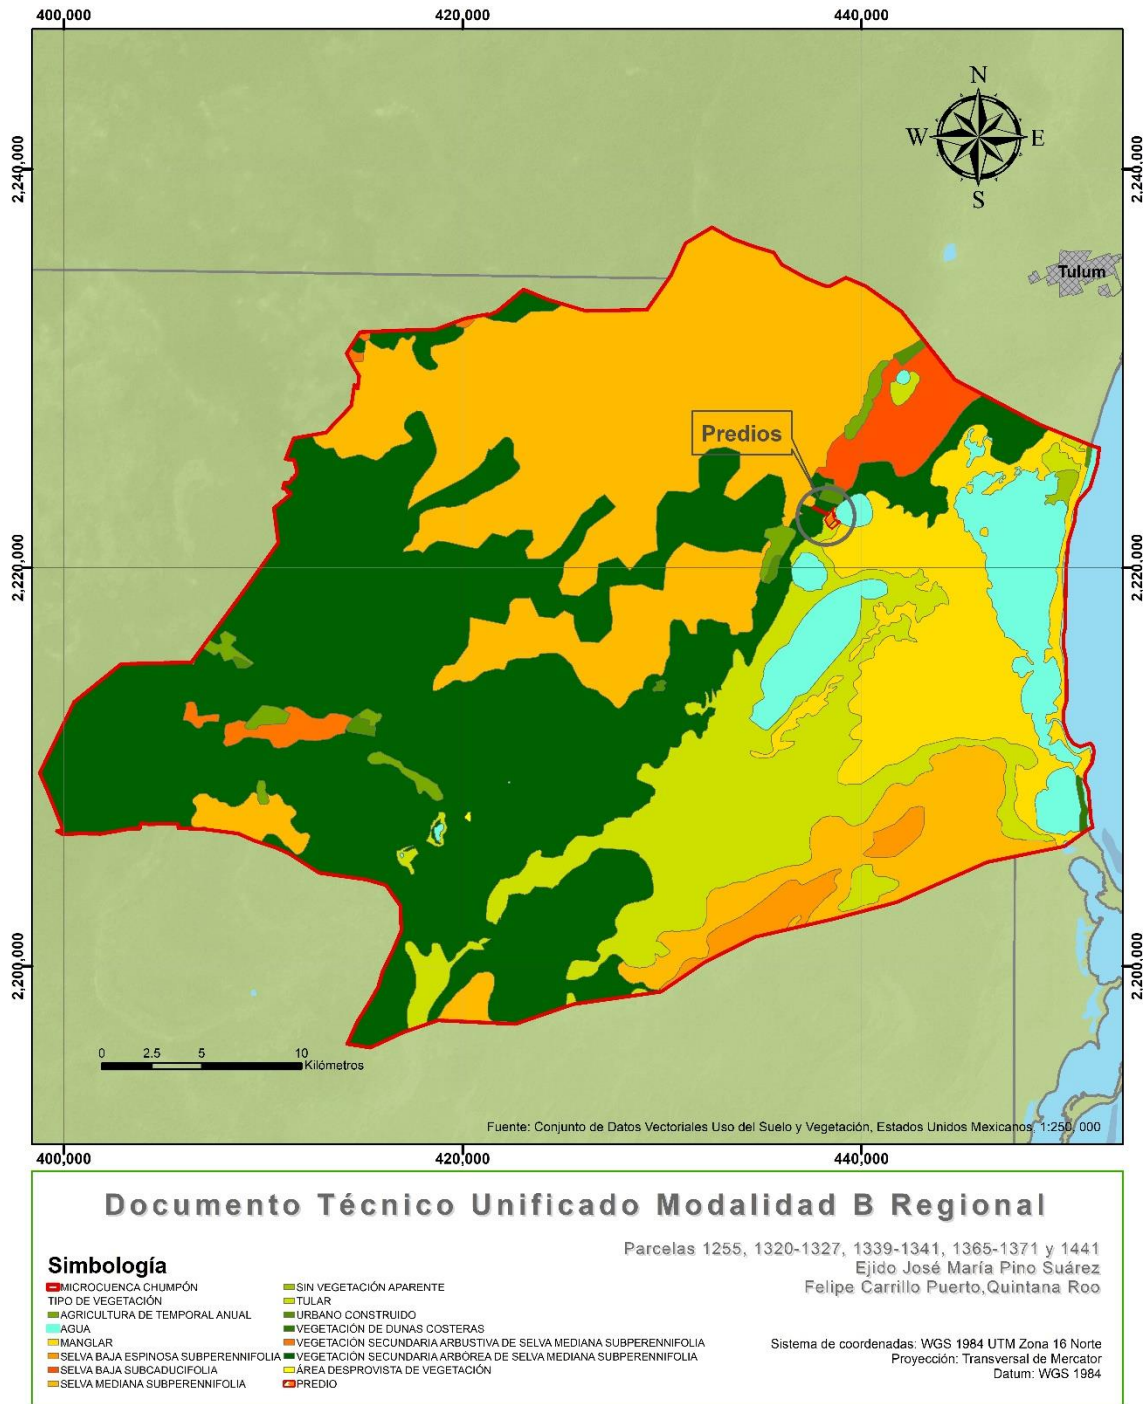 400,000 420,000 440,000
N
W E
S
2,240,000 2,240,000
Tulum
Predios
2,220,000 2,220,000
2,200,000 2,200,000
0 2.5 5 10
Kilómetros
Fuente: Conjunto de Datos Vectoriales Uso del Suelo y Vegetación, Estados Unidos Mexicanos, 1:250, 000
400,000 420,000 440,000
Documento Técnico Unificado Modalidad B Regional
Parcelas 1255, 1320-1327, 1339-1341, 1365-1371 y 1441
Ejido José María Pino Suárez
Felipe Carrillo Puerto,Quintana Roo
Simbología
MICROCUENCA CHUMPÓN
TIPO DE VEGETACIÓN
AGRICULTURA DE TEMPORAL ANUAL
AGUA
MANGLAR
SELVA BAJA ESPINOSA SUBPERENNIFOLIA
SELVA BAJA SUBCADUCIFOLIA
SELVA MEDIANA SUBPERENNIFOLIA
SIN VEGETACIÓN APARENTE
TULAR
URBANO CONSTRUIDO
VEGETACIÓN DE DUNAS COSTERAS
VEGETACIÓN SECUNDARIA ARBUSTIVA DE SELVA MEDIANA SUBPERENNIFOLIA
VEGETACIÓN SECUNDARIA ARBÓREA DE SELVA MEDIANA SUBPERENNIFOLIA
ÁREA DESPROVISTA DE VEGETACIÓN
PREDIO
Sistema de coordenadas: WGS 1984 UTM Zona 16 Norte
Proyección: Transversal de Mercator
Datum: WGS 1984